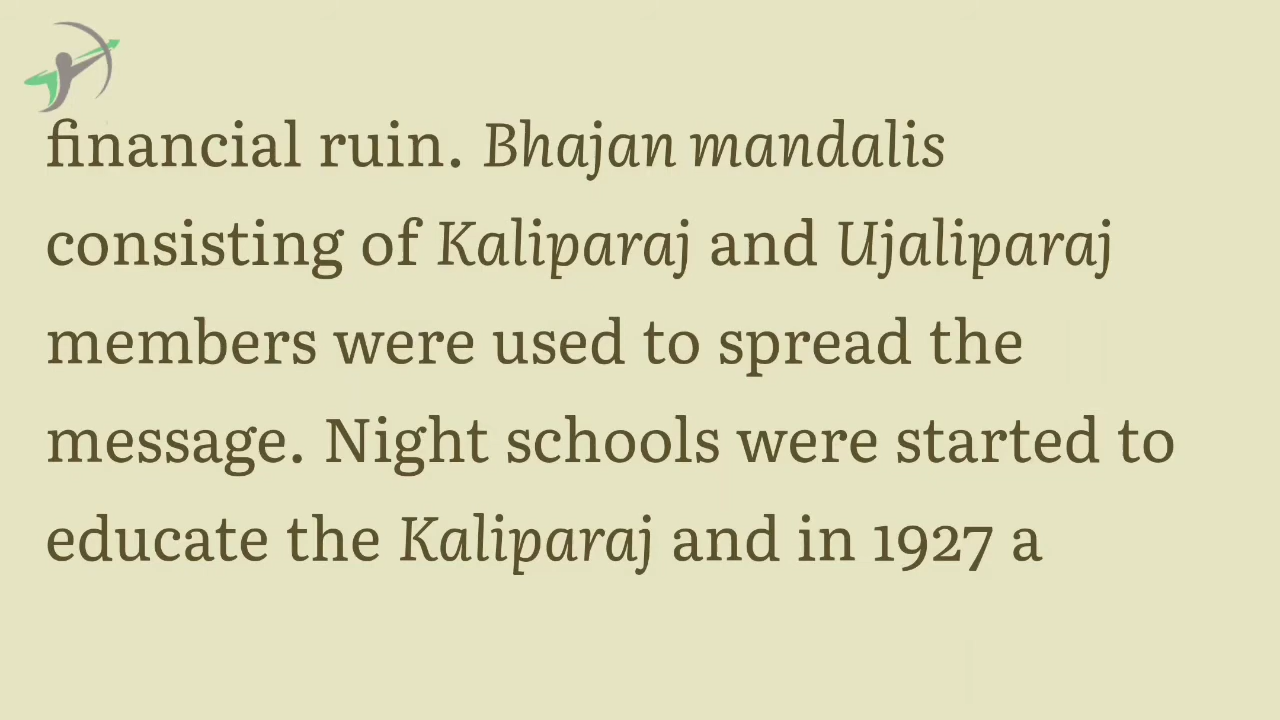 financial ruin. Bhajan mandalis
consisting of Kaliparaj and Ujaliparaj
members were used to spread the
message. Night schools were started to
educate the Kaliparaj and in 1927 a